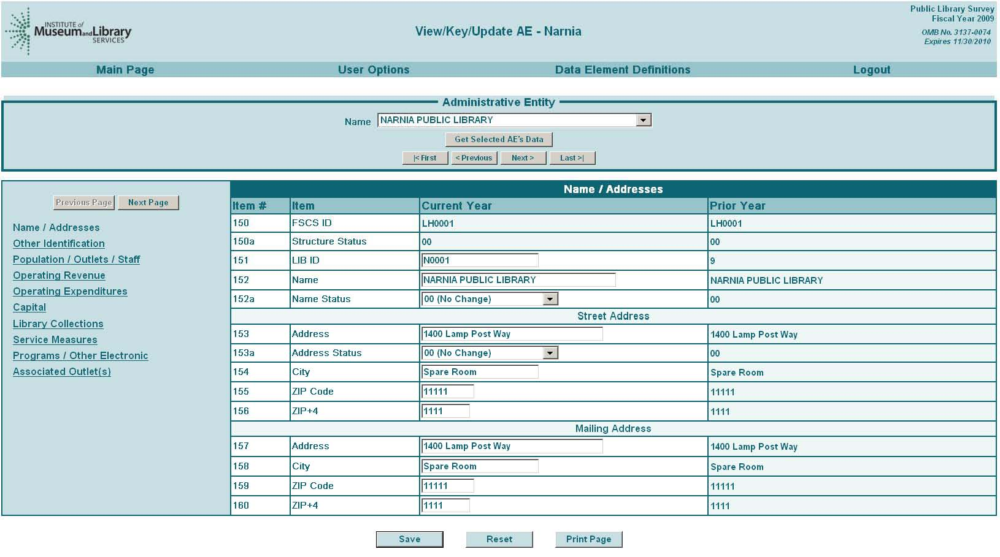 INSTITUTE of
Museum and Library
SERVICES
View/Key/Update AE - Narnia
Public Library Survey
Fiscal Year 2009
OMB No. 3137-0074
Expires 11/30/2010
Main Page User Options Data Element Definitions Logout
Administrative Entity
Name NARNIA PUBLIC LIBRARY
Get Selected AE's Data
|< First < Previous Next > Last >|
Previous Page Next Page
Name / Addresses
Other Identification
Population / Outlets / Staff
Operating Revenue
Operating Expenditures
Capital
Library Collections
Service Measures
Programs / Other Electronic
Associated Outlet(s)
Name / Addresses
Item # Item Current Year Prior Year
150 FSCS ID LH0001 LH0001
150a Structure Status 00 00
151 LIB ID N0001 9
152 Name NARNIA PUBLIC LIBRARY NARNIA PUBLIC LIBRARY
152a Name Status 00 (No Change) 00
Street Address
153 Address 1400 Lamp Post Way 1400 Lamp Post Way
153a Address Status 00 (No Change) 00
154 City Spare Room Spare Room
155 ZIP Code 11111 11111
156 ZIP+4 1111 1111
Mailing Address
157 Address 1400 Lamp Post Way 1400 Lamp Post Way
158 City Spare Room Spare Room
159 ZIP Code 11111 11111
160 ZIP+4 1111 1111
Save Reset Print Page